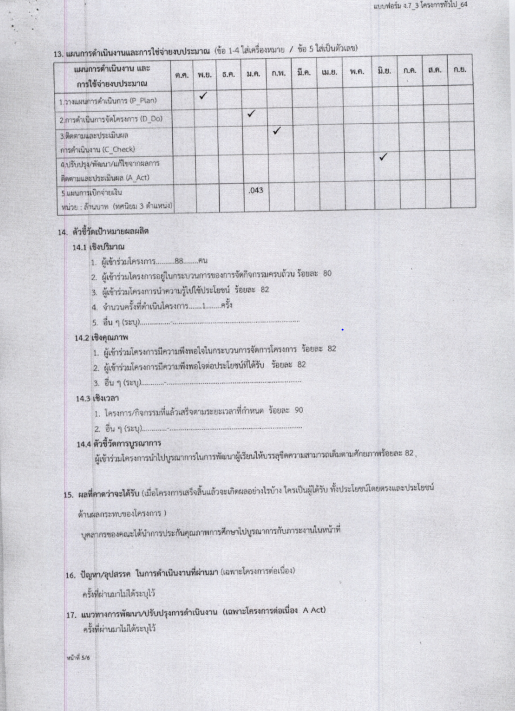 แบบฟอร์ม ง.7_3 โครงการทั่วไป_64
13. แผนการดำเนินงานและการใช้จ่ายงบประมาณ (ข้อ 1-4 ใส่เครื่องหมาย / ข้อ 5 ใส่เป็นตัวเลข)
แผนการดำเนินงาน และ
การใช้จ่ายงบประมาณ ต.ค. พ.ย. ธ.ค. ม.ค. ก.พ. มี.ค. เม.ย. พ.ค. มิ.ย. ก.ค. ส.ค. ก.ย.
1.วางแผนการดำเนินการ (P_Plan) ✓
2.การดำเนินการจัดโครงการ (D_Do) ✓
3.ติดตามและประเมินผล
การดำเนินงาน (C_Check) ✓
4.ปรับปรุง/พัฒนา/แก้ไขจากผลการ
ติดตามและประเมินผล (A_Act) ✓
5.แผนการเบิกจ่ายเงิน
หน่วย : ล้านบาท (ทศนิยม 3 ตำแหน่ง) .043
14. ตัวชี้วัดเป้าหมายผลผลิต
14.1 เชิงปริมาณ
1. ผู้เข้าร่วมโครงการ.........88.......คน
2. ผู้เข้าร่วมโครงการอยู่ในกระบวนการของการจัดกิจกรรมครบถ้วน ร้อยละ 80
3. ผู้เข้าร่วมโครงการนำความรู้ไปใช้ประโยชน์ ร้อยละ 82
4. จำนวนครั้งที่ดำเนินโครงการ.......1.......ครั้ง
5. อื่น ๆ (ระบุ)............-...................................................
14.2 เชิงคุณภาพ
1. ผู้เข้าร่วมโครงการมีความพึงพอใจในกระบวนการจัดการโครงการ ร้อยละ 82
2. ผู้เข้าร่วมโครงการมีความพึงพอใจต่อประโยชน์ที่ได้รับ ร้อยละ 82
3. อื่น ๆ (ระบุ)............-...................................................
14.3 เชิงเวลา
1. โครงการ/กิจกรรมที่แล้วเสร็จตามระยะเวลาที่กำหนด ร้อยละ 90
2. อื่น ๆ (ระบุ)............-...................................................
14.4 ตัวชี้วัดการบูรณาการ
ผู้เข้าร่วมโครงการนำไปบูรณาการในการพัฒนาผู้เรียนให้บรรลุขีดความสามารถเต็มตามศักยภาพร้อยละ 82
15. ผลที่คาดว่าจะได้รับ (เมื่อโครงการเสร็จสิ้นแล้วจะเกิดผลอย่างไรบ้าง ใครเป็นผู้ได้รับ ทั้งประโยชน์โดยตรงและประโยชน์
ด้านผลกระทบของโครงการ )
บุคลากรของคณะได้นำการประกันคุณภาพการศึกษาไปบูรณาการกับภาระงานในหน้าที่
16. ปัญหา/อุปสรรค ในการดำเนินงานที่ผ่านมา (เฉพาะโครงการต่อเนื่อง)
ครั้งที่ผ่านมาไม่ได้ระบุไว้
17. แนวทางการพัฒนา/ปรับปรุงการดำเนินงาน (เฉพาะโครงการต่อเนื่อง A Act)
ครั้งที่ผ่านมาไม่ได้ระบุไว้
หน้าที่ 5/6